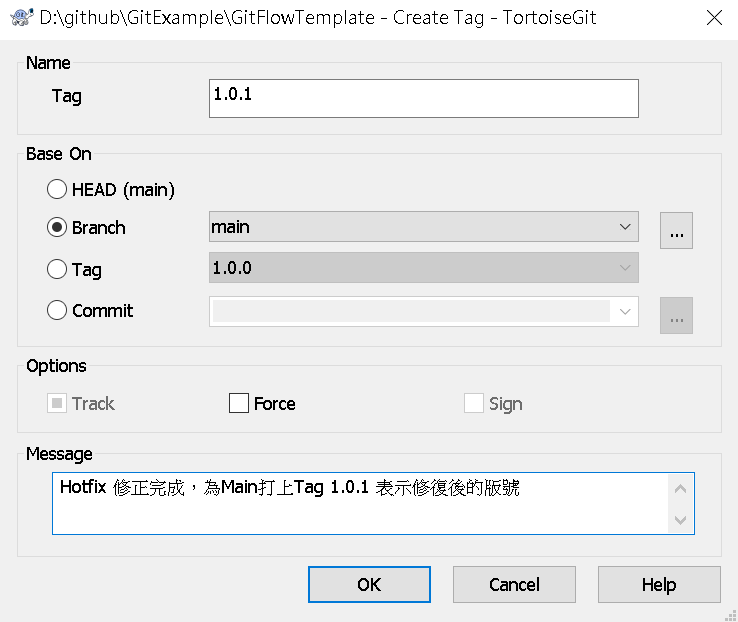 D:\github\GitExample\GitFlowTemplate - Create Tag - TortoiseGit
Name
Tag 1.0.1
Base On
HEAD (main)
Branch main ...
Tag 1.0.0
Commit ...
Options
Track Force Sign
Message
Hotfix 修正完成，為Main打上Tag 1.0.1 表示修復後的版號
OK Cancel Help